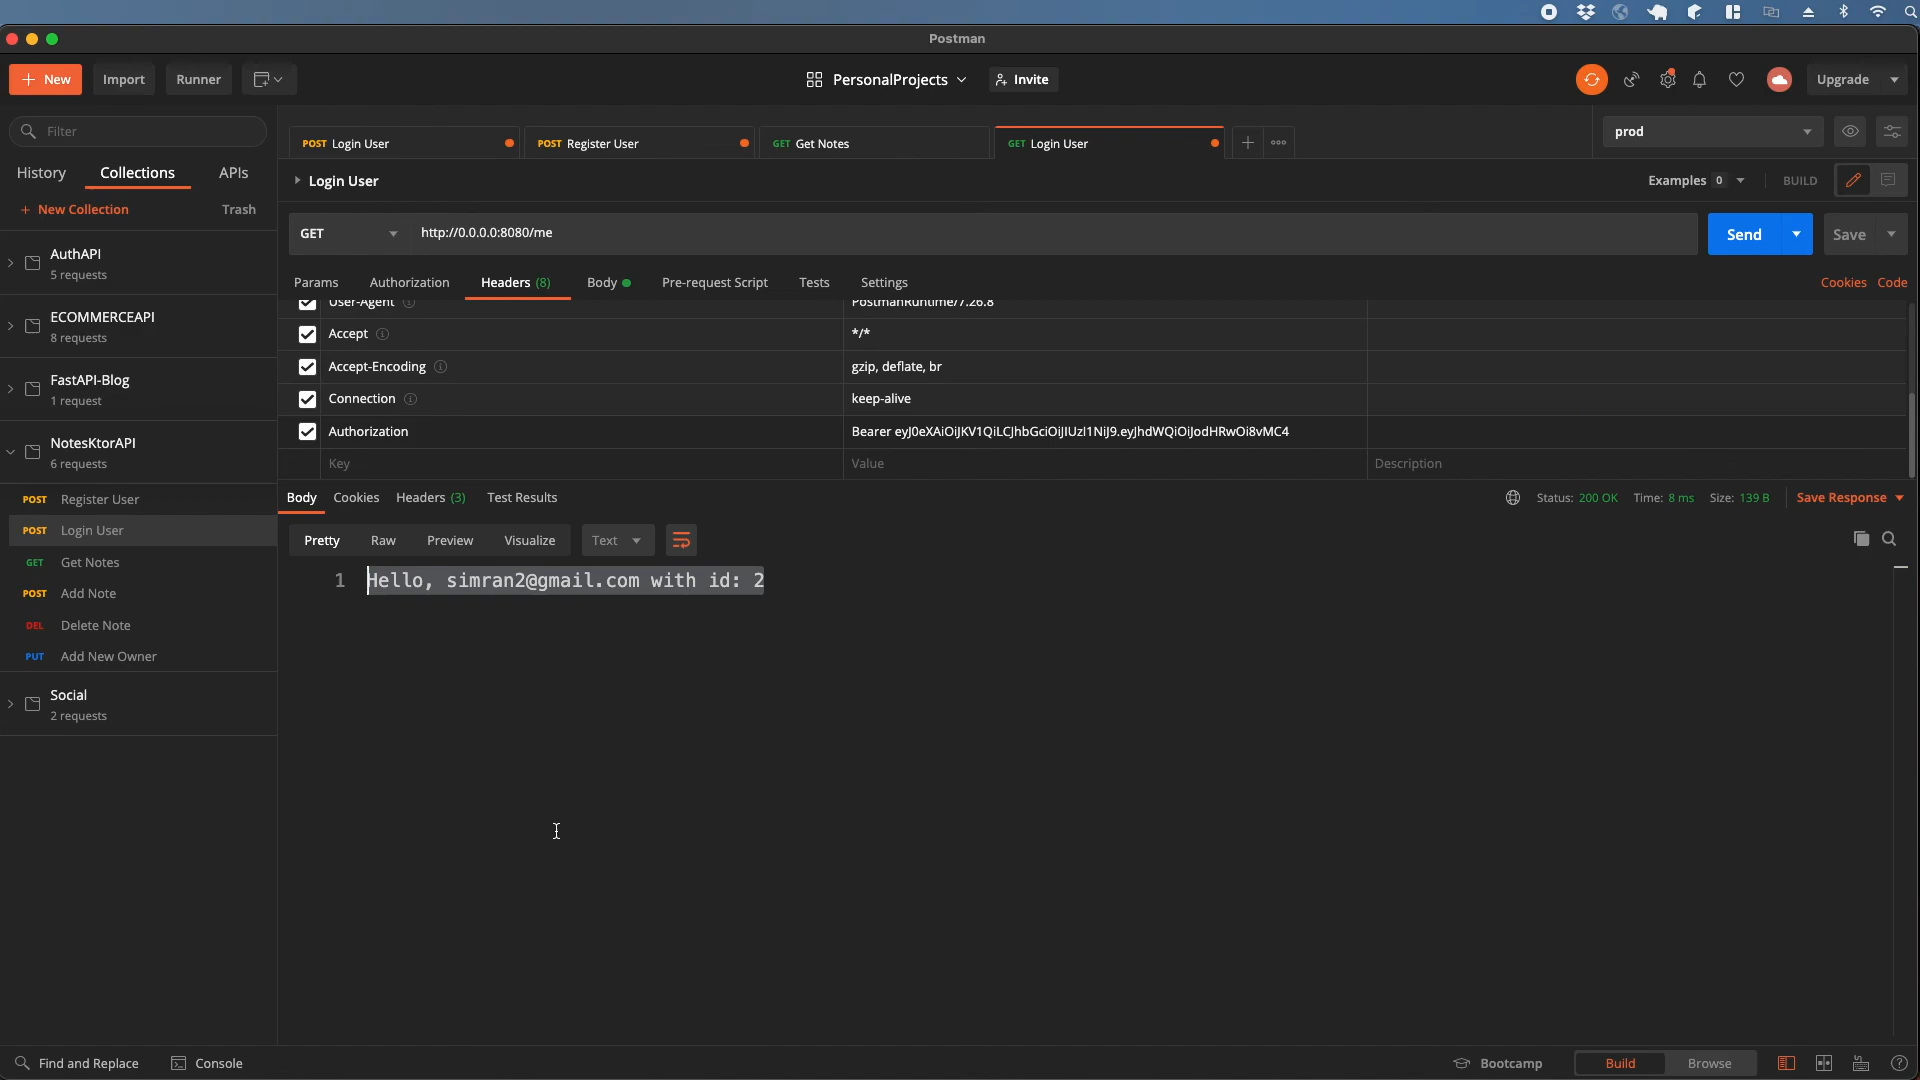 Postman
New
Import
Runner
PersonalProjects
Invite
Upgrade
Filter
History
Collections
APIs
+ New Collection
Trash
AuthAPI
5 requests
ECOMMERCEAPI
8 requests
FastAPI-Blog
1 request
NotesKtorAPI
6 requests
POST Register User
POST Login User
GET Get Notes
POST Add Note
DEL Delete Note
PUT Add New Owner
Social
2 requests
POST Login User
POST Register User
GET Get Notes
GET Login User
prod
Login User
Examples 0
BUILD
GET
http://0.0.0.0:8080/me
Send
Save
Params
Authorization
Headers (8)
Body
Pre-request Script
Tests
Settings
Cookies
Code
User-Agent
PostmanRuntime/7.26.8
Accept
*/*
Accept-Encoding
gzip, deflate, br
Connection
keep-alive
Authorization
Key
Value
Description
Body
Cookies
Headers (3)
Test Results
Status: 200 OK
Time: 8 ms
Size: 139 B
Save Response
Pretty
Raw
Preview
Visualize
Text
1
Hello, simran2@gmail.com with id: 2
Find and Replace
Console
Bootcamp
Build
Browse